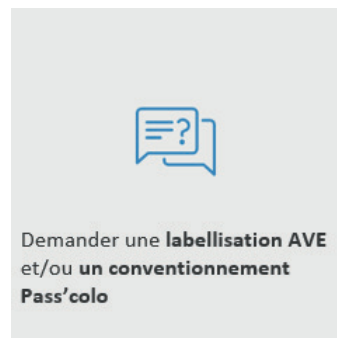 ?
Demander une labellisation AVE
et/ou un conventionnement
Pass'colo